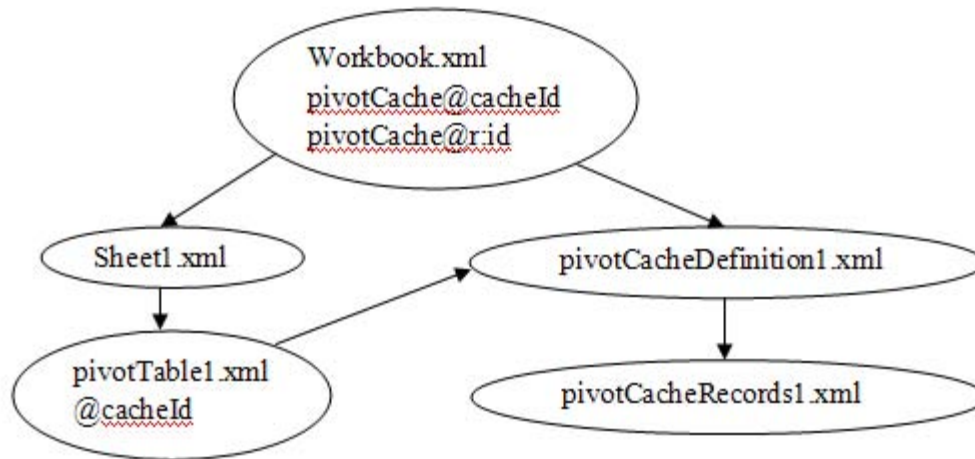 Workbook.xml
pivotCache@cacheId
pivotCache@r:id
Sheet1.xml
pivotCacheDefinition1.xml
pivotTable1.xml
@cacheId
pivotCacheRecords1.xml